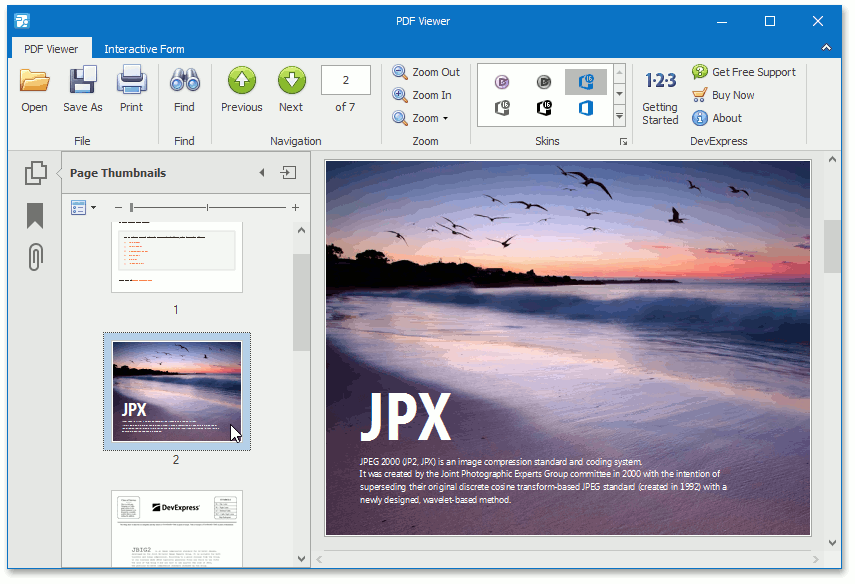 PDF Viewer
PDF Viewer
Interactive Form
Open
Save As
Print
File
Find
Find
Previous
Next
2
of 7
Navigation
Zoom Out
Zoom In
Zoom
Zoom
Skins
1·2·3
Getting
Started
Get Free Support
Buy Now
About
DevExpress
Page Thumbnails
1
JPX
2
DevExpress
JBIG2
JPX
JPEG 2000 (JP2, JPX) is an image compression standard and coding system.
It was created by the Joint Photographic Experts Group committee in 2000 with the intention of
superseding their original discrete cosine transform-based JPEG standard (created in 1992) with a
newly designed, wavelet-based method.